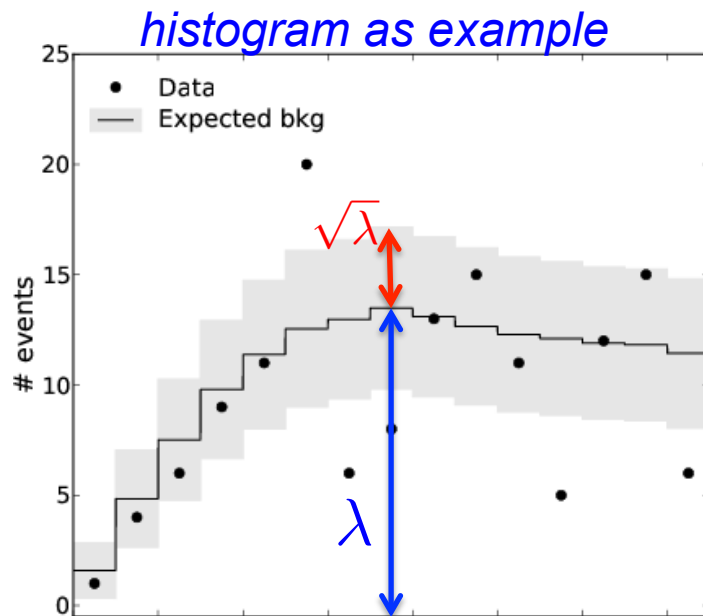 histogram as example
25
Data
Expected bkg
20
√λ
15
# events
10
5
λ
0